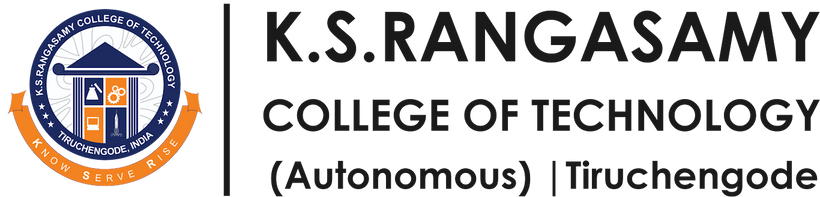 K.S.RANGASAMY COLLEGE OF TECHNOLOGY
TIRUCHENGODE, INDIA
KNOW SERVE RISE
K.S.RANGASAMY
COLLEGE OF TECHNOLOGY
(Autonomous) |Tiruchengode